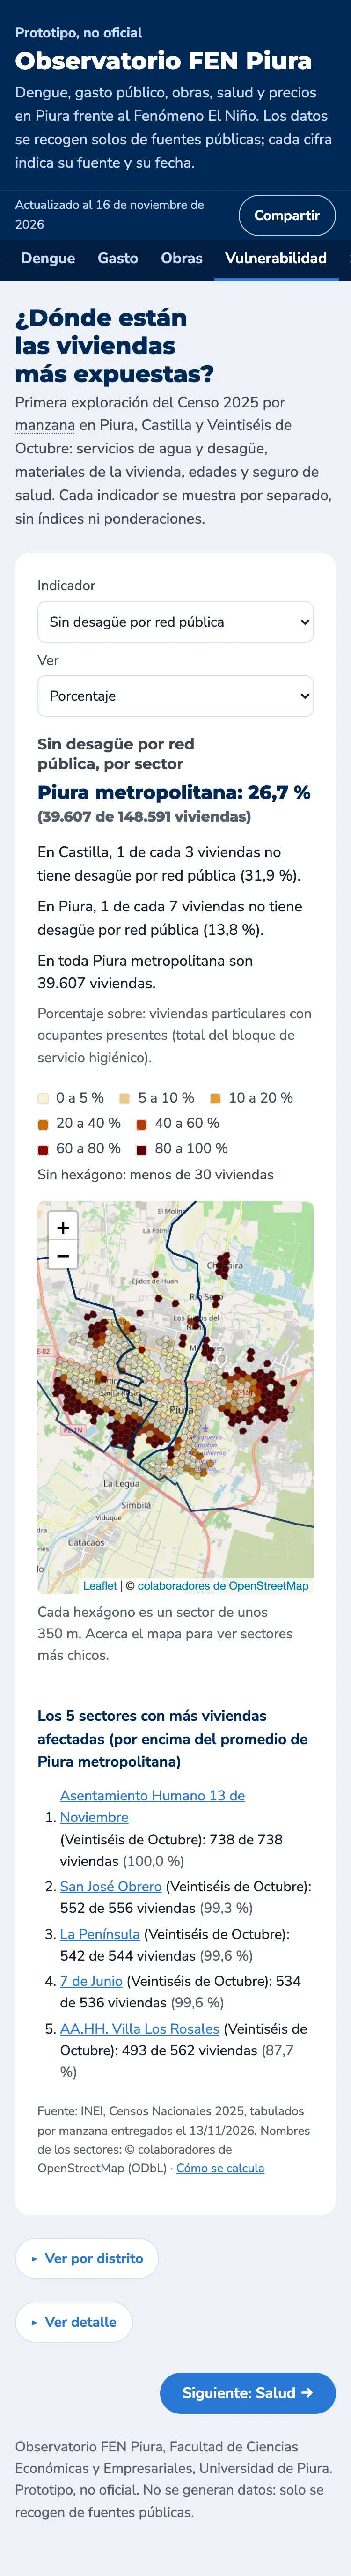 Prototipo, no oficial
Observatorio FEN Piura
Dengue, gasto público, obras, salud y precios
en Piura frente al Fenómeno El Niño. Los datos
se recogen solos de fuentes públicas; cada cifra
indica su fuente y su fecha.
Actualizado al 16 de noviembre de
2026
Compartir
Dengue Gasto Obras Vulnerabilidad
¿Dónde están
las viviendas
más expuestas?
Primera exploración del Censo 2025 por
manzana en Piura, Castilla y Veintiséis de
Octubre: servicios de agua y desagüe,
materiales de la vivienda, edades y seguro de
salud. Cada indicador se muestra por separado,
sin índices ni ponderaciones.
Indicador
Sin desagüe por red pública
Ver
Porcentaje
Sin desagüe por red
pública, por sector
Piura metropolitana: 26,7 %
(39.607 de 148.591 viviendas)
En Castilla, 1 de cada 3 viviendas no
tiene desagüe por red pública (31,9 %).
En Piura, 1 de cada 7 viviendas no tiene
desagüe por red pública (13,8 %).
En toda Piura metropolitana son
39.607 viviendas.
Porcentaje sobre: viviendas particulares con
ocupantes presentes (total del bloque de
servicio higiénico).
0 a 5 % 5 a 10 % 10 a 20 %
20 a 40 % 40 a 60 %
60 a 80 % 80 a 100 %
Sin hexágono: menos de 30 viviendas
+
−
El Molino
La Palma
Ejidos de Huan
Piura
PE-1N
La Legua
Simbilá
Viduque
Catacaos
Leaflet | © colaboradores de OpenStreetMap
Cada hexágono es un sector de unos
350 m. Acerca el mapa para ver sectores
más chicos.
Los 5 sectores con más viviendas
afectadas (por encima del promedio de
Piura metropolitana)
Asentamiento Humano 13 de
1. Noviembre
(Veintiséis de Octubre): 738 de 738
viviendas (100,0 %)
2. San José Obrero (Veintiséis de Octubre):
552 de 556 viviendas (99,3 %)
3. La Península (Veintiséis de Octubre):
542 de 544 viviendas (99,6 %)
4. 7 de Junio (Veintiséis de Octubre): 534
de 536 viviendas (99,6 %)
5. AA.HH. Villa Los Rosales (Veintiséis de
Octubre): 493 de 562 viviendas (87,7
%)
Fuente: INEI, Censos Nacionales 2025, tabulados
por manzana entregados el 13/11/2026. Nombres
de los sectores: © colaboradores de
OpenStreetMap (ODbL) · Cómo se calcula
▸ Ver por distrito
▸ Ver detalle
Siguiente: Salud →
Observatorio FEN Piura, Facultad de Ciencias
Económicas y Empresariales, Universidad de Piura.
Prototipo, no oficial. No se generan datos: solo se
recogen de fuentes públicas.